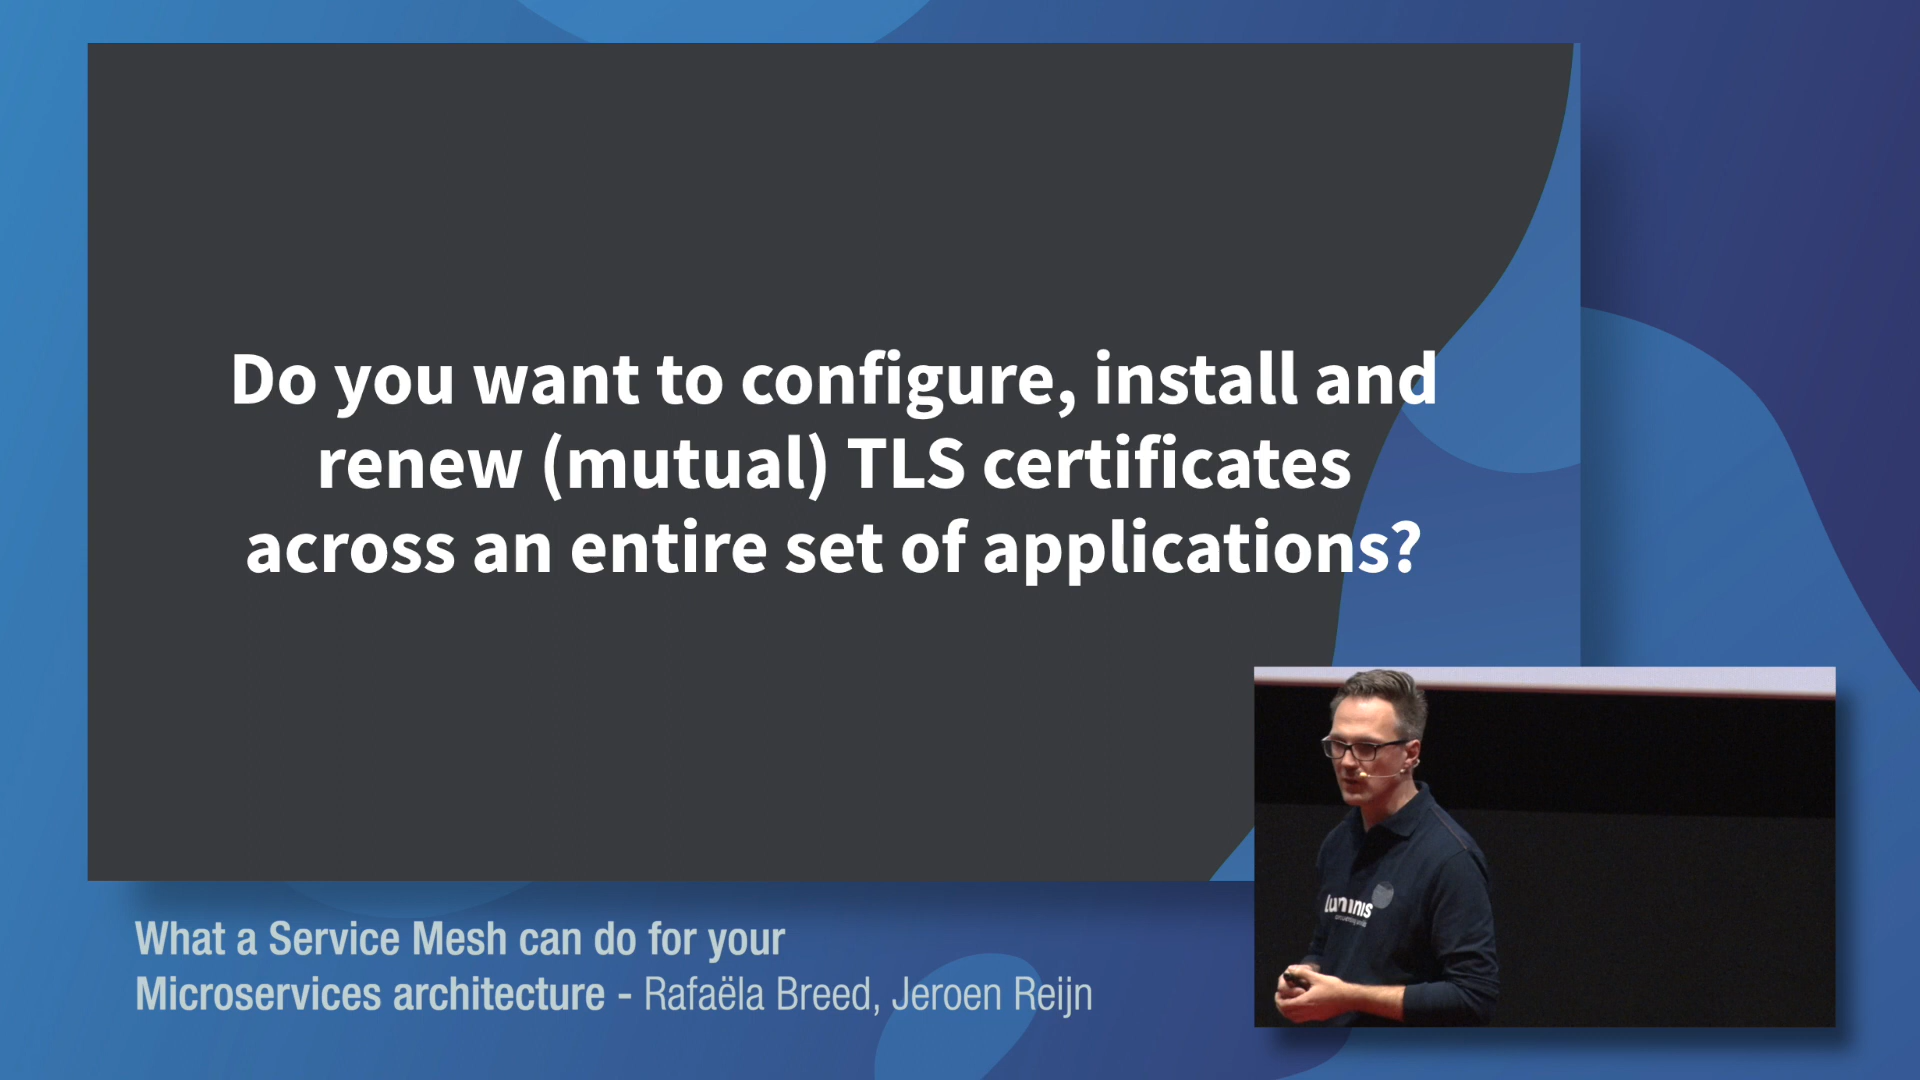 Do you want to configure, install and
renew (mutual) TLS certificates
across an entire set of applications?
What a Service Mesh can do for your
Microservices architecture - Rafaëla Breed, Jeroen Reijn